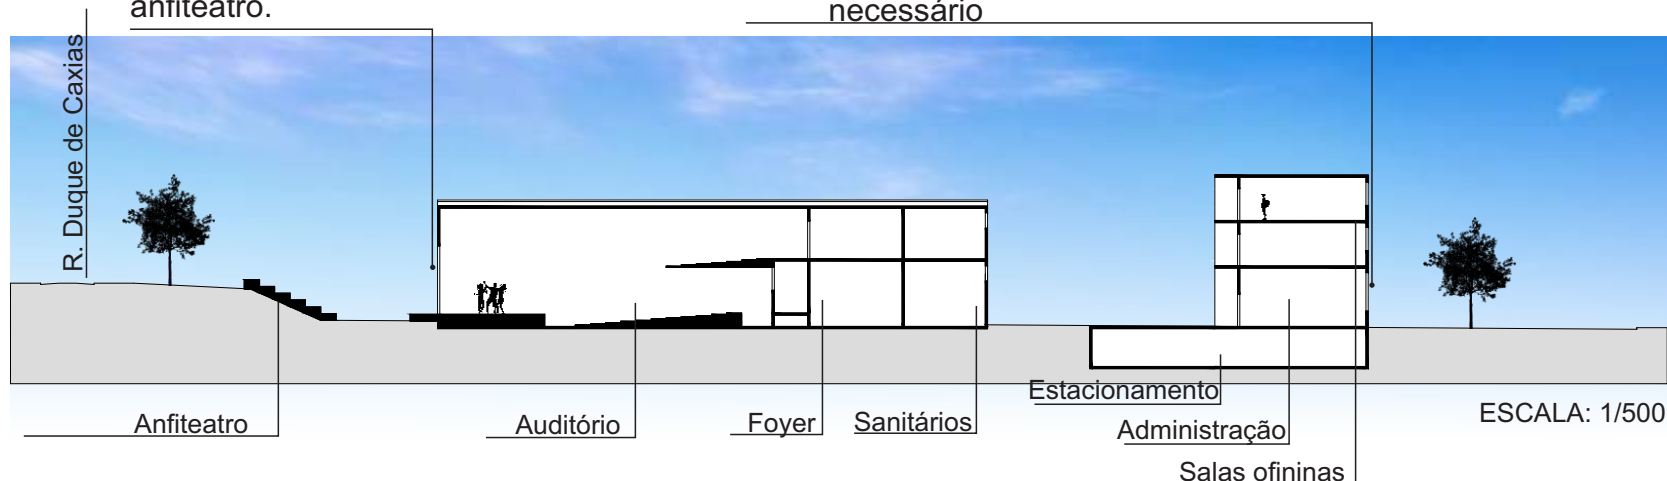 anfiteatro.
necessário
R. Duque de Caxias
Anfiteatro
Auditório
Foyer
Sanitários
Estacionamento
Administração
Salas ofininas
ESCALA: 1/500